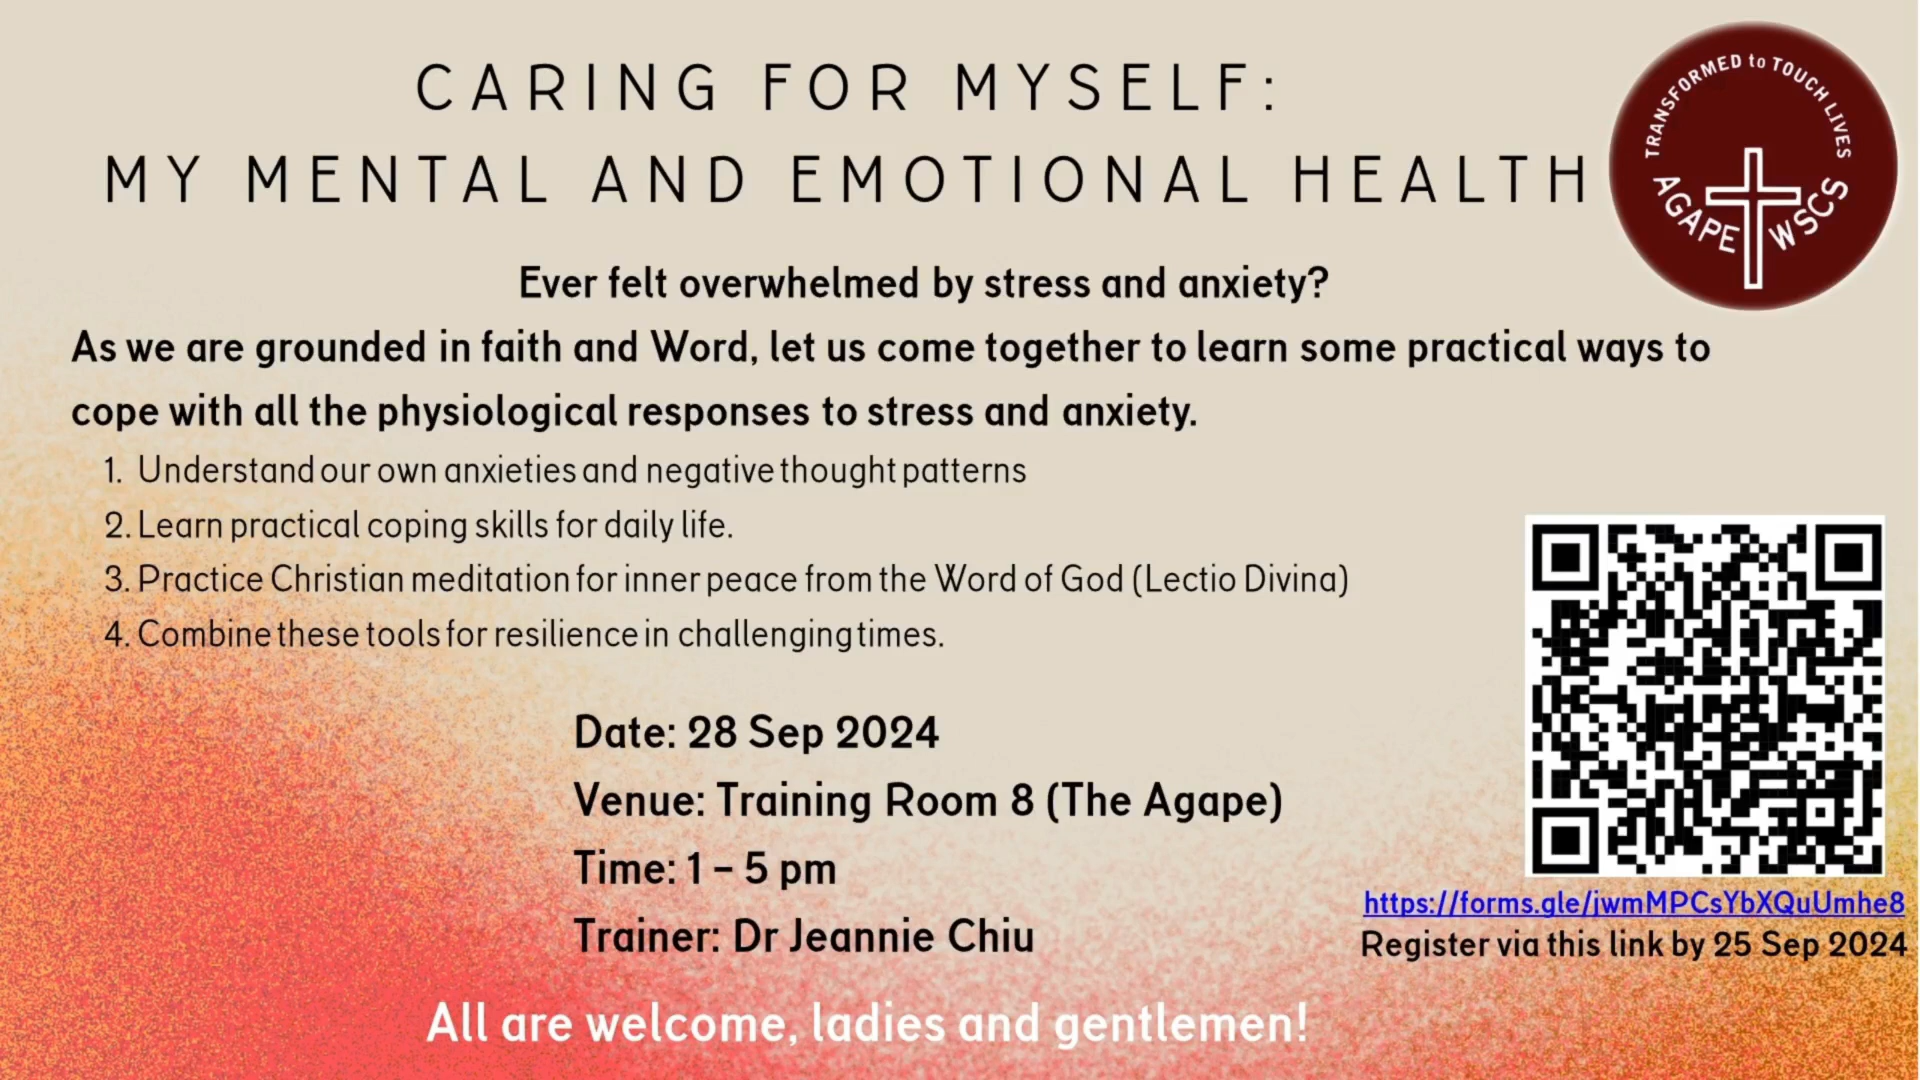 CARING FOR MYSELF:
MY MENTAL AND EMOTIONAL HEALTH
TRANSFORMED to TOUCH LIVES
AGAPE WSCS
Ever felt overwhelmed by stress and anxiety?
As we are grounded in faith and Word, let us come together to learn some practical ways to
cope with all the physiological responses to stress and anxiety.
1. Understand our own anxieties and negative thought patterns
2. Learn practical coping skills for daily life.
3. Practice Christian meditation for inner peace from the Word of God (Lectio Divina)
4. Combine these tools for resilience in challenging times.
Date: 28 Sep 2024
Venue: Training Room 8 (The Agape)
Time: 1 – 5 pm
Trainer: Dr Jeannie Chiu
https://forms.gle/jwmMPCsYbXQuUmhe8
Register via this link by 25 Sep 2024
All are welcome, ladies and gentlemen!